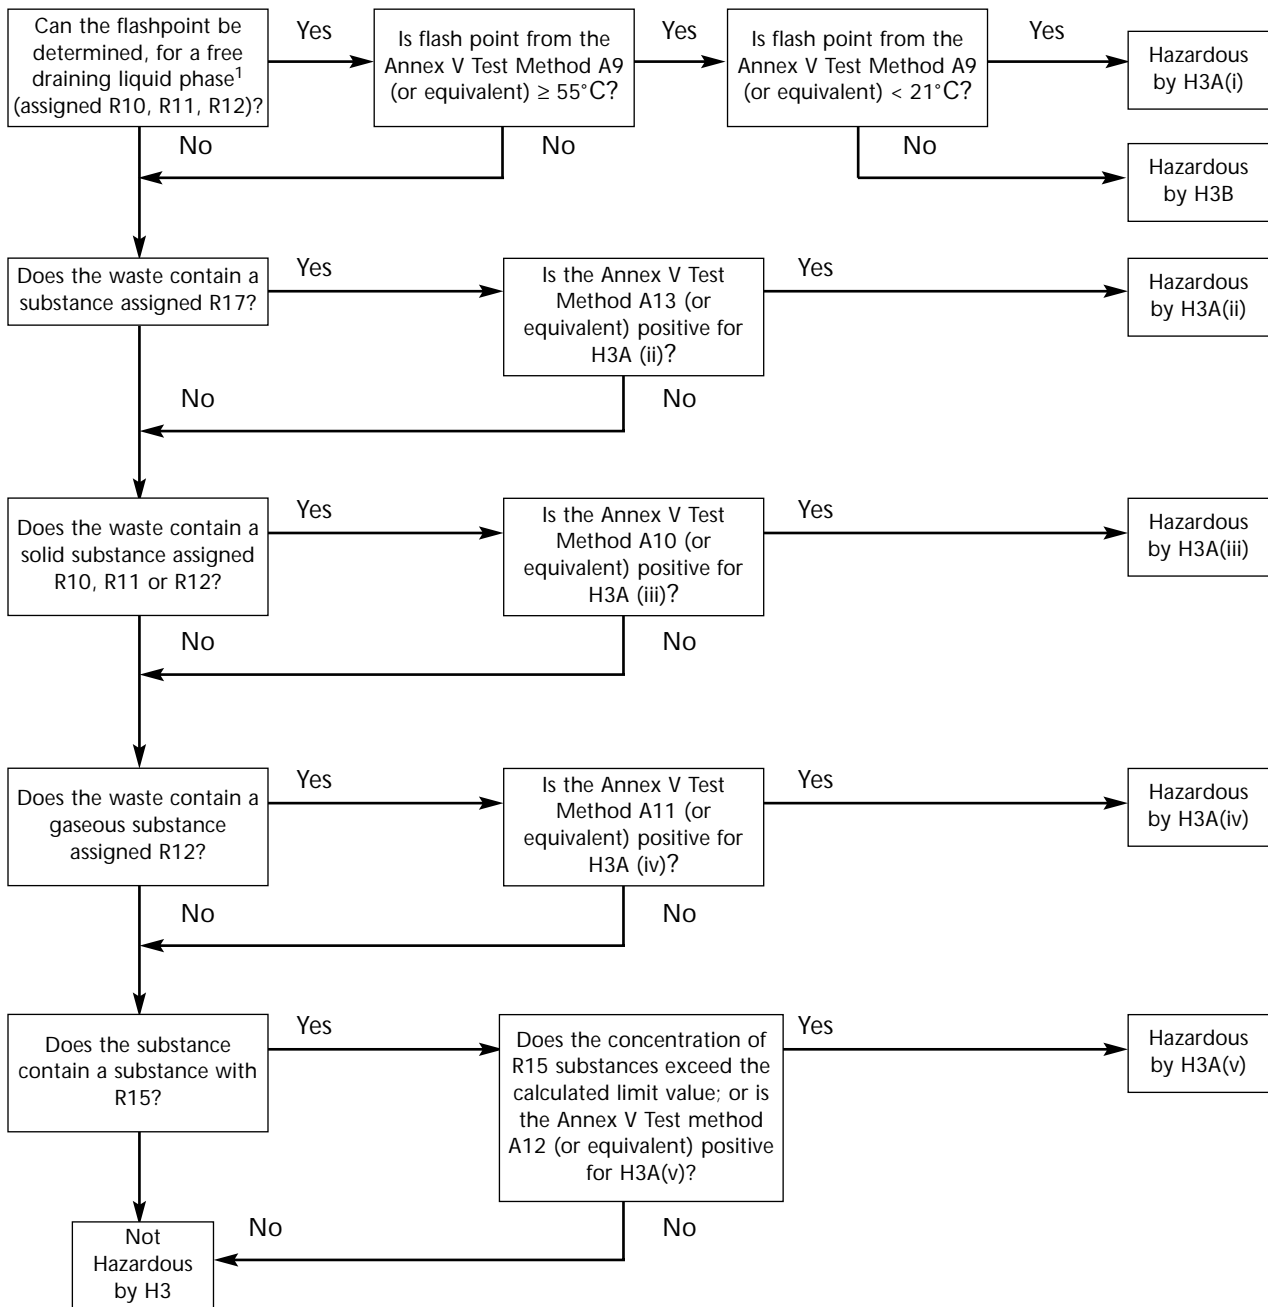 Can the flashpoint be
determined, for a free
draining liquid phase1
(assigned R10, R11, R12)?
Yes
Is flash point from the
Annex V Test Method A9
(or equivalent) ≥ 55°C?
Yes
Is flash point from the
Annex V Test Method A9
(or equivalent) < 21°C?
Yes
Hazardous
by H3A(i)
No
No
No
Hazardous
by H3B
Does the waste contain a
substance assigned R17?
Yes
Is the Annex V Test
Method A13 (or
equivalent) positive for
H3A (ii)?
Yes
Hazardous
by H3A(ii)
No
No
Does the waste contain a
solid substance assigned
R10, R11 or R12?
Yes
Is the Annex V Test
Method A10 (or
equivalent) positive for
H3A (iii)?
Yes
Hazardous
by H3A(iii)
No
No
Does the waste contain a
gaseous substance
assigned R12?
Yes
Is the Annex V Test
Method A11 (or
equivalent) positive for
H3A (iv)?
Yes
Hazardous
by H3A(iv)
No
No
Does the substance
contain a substance with
R15?
Yes
Does the concentration of
R15 substances exceed the
calculated limit value; or is
the Annex V Test method
A12 (or equivalent) positive
for H3A(v)?
Yes
Hazardous
by H3A(v)
No
No
Not
Hazardous
by H3